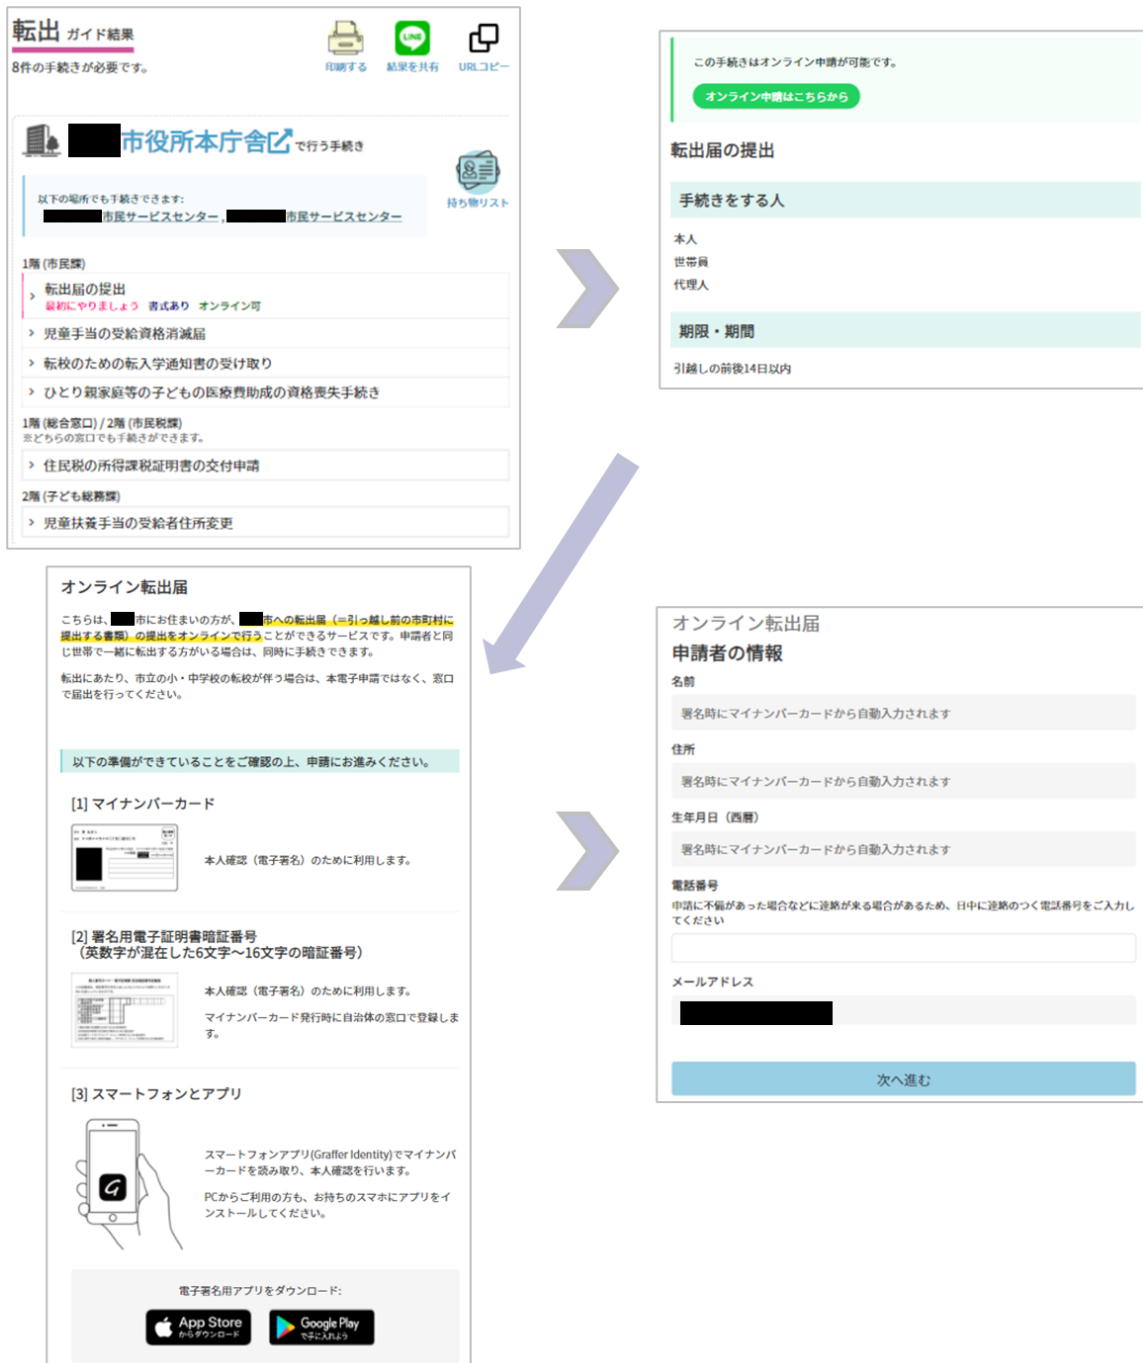 転出 ガイド結果
8件の手続きが必要です。
印刷する
結果を共有
URLコピー
市役所本庁舎 で行う手続き
持ち物リスト
以下の場所でも手続きできます:
市民サービスセンター , 市民サービスセンター
1階 (市民課)
転出届の提出
最初にやりましょう 書式あり オンライン可
児童手当の受給資格消滅届
転校のための転入学通知書の受け取り
ひとり親家庭等の子どもの医療費助成の資格喪失手続き
1階 (総合窓口) / 2階 (市民税課)
※どちらの窓口でも手続きができます。
住民税の所得課税証明書の交付申請
2階 (子ども総務課)
児童扶養手当の受給者住所変更
この手続きはオンライン申請が可能です。
オンライン申請はこちらから
転出届の提出
手続きをする人
本人
世帯員
代理人
期限・期間
引越しの前後14日以内
オンライン転出届
こちらは、 市にお住まいの方が、 市への転出届（=引っ越し前の市町村に
提出する書類）の提出をオンラインで行うことができるサービスです。申請者と同
じ世帯で一緒に転出する方がいる場合は、同時に手続きできます。
転出にあたり、市立の小・中学校の転校が伴う場合は、本電子申請ではなく、窓口
で届出を行ってください。
以下の準備ができていることをご確認の上、申請にお進みください。
[1] マイナンバーカード
本人確認（電子署名）のために利用します。
[2] 署名用電子証明書暗証番号
（英数字が混在した6文字～16文字の暗証番号）
本人確認（電子署名）のために利用します。
マイナンバーカード発行時に自治体の窓口で登録しま
す。
[3] スマートフォンとアプリ
スマートフォンアプリ(Graffer Identity)でマイナンバ
ーカードを読み取り、本人確認を行います。
PCからご利用の方も、お持ちのスマホにアプリをイ
ンストールしてください。
G
電子署名用アプリをダウンロード:
App Store
からダウンロード
Google Play
で手に入れよう
オンライン転出届
申請者の情報
名前
署名時にマイナンバーカードから自動入力されます
住所
署名時にマイナンバーカードから自動入力されます
生年月日（西暦）
署名時にマイナンバーカードから自動入力されます
電話番号
申請に不備があった場合などに連絡が来る場合があるため、日中に連絡のつく電話番号をご入力し
てください
メールアドレス
次へ進む